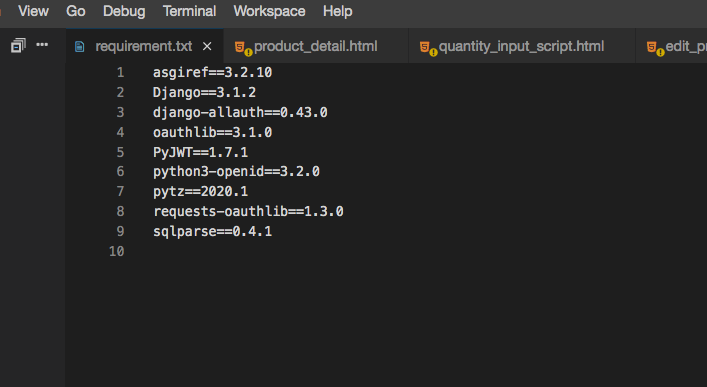 View Go Debug Terminal Workspace Help
requirement.txt product_detail.html quantity_input_script.html
1 asgiref==3.2.10
2 Django==3.1.2
3 django-allauth==0.43.0
4 oauthlib==3.1.0
5 PyJWT==1.7.1
6 python3-openid==3.2.0
7 pytz==2020.1
8 requests-oauthlib==1.3.0
9 sqlparse==0.4.1
10